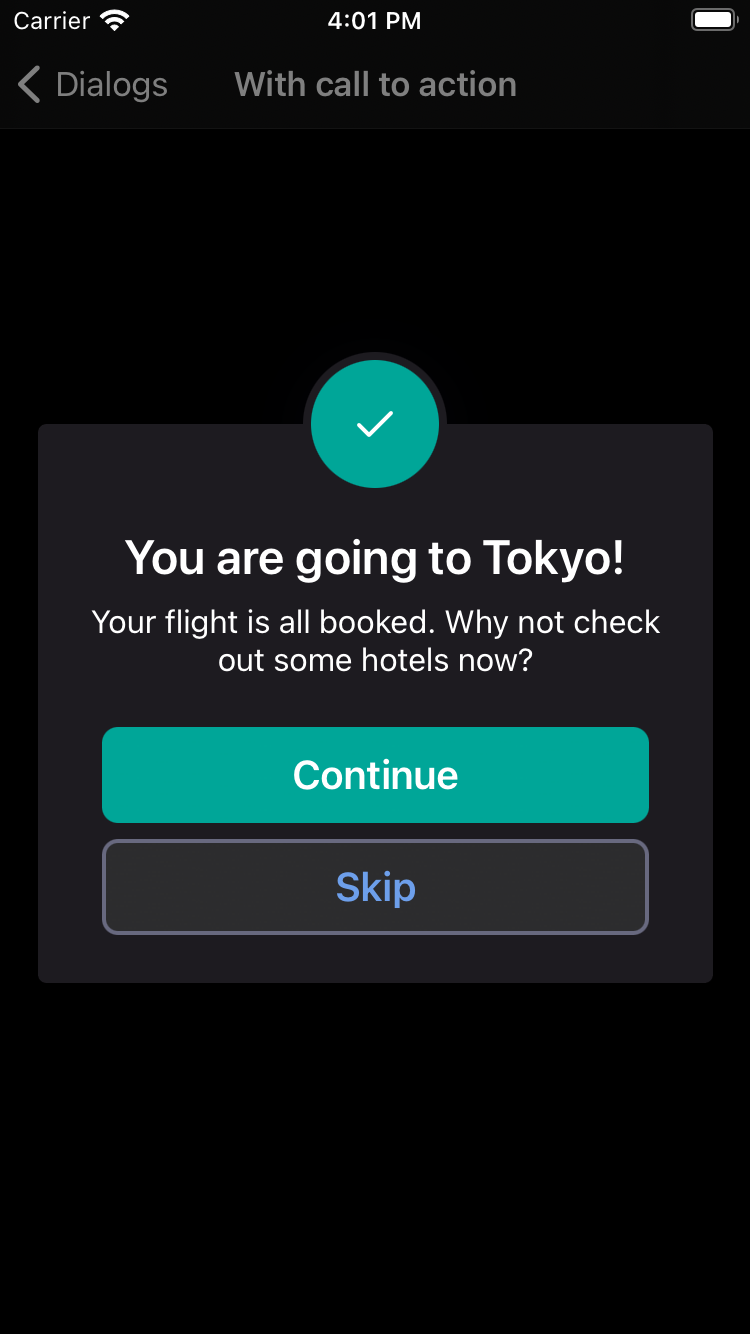 Carrier 4:01 PM
Dialogs With call to action
You are going to Tokyo!
Your flight is all booked. Why not check
out some hotels now?
Continue
Skip